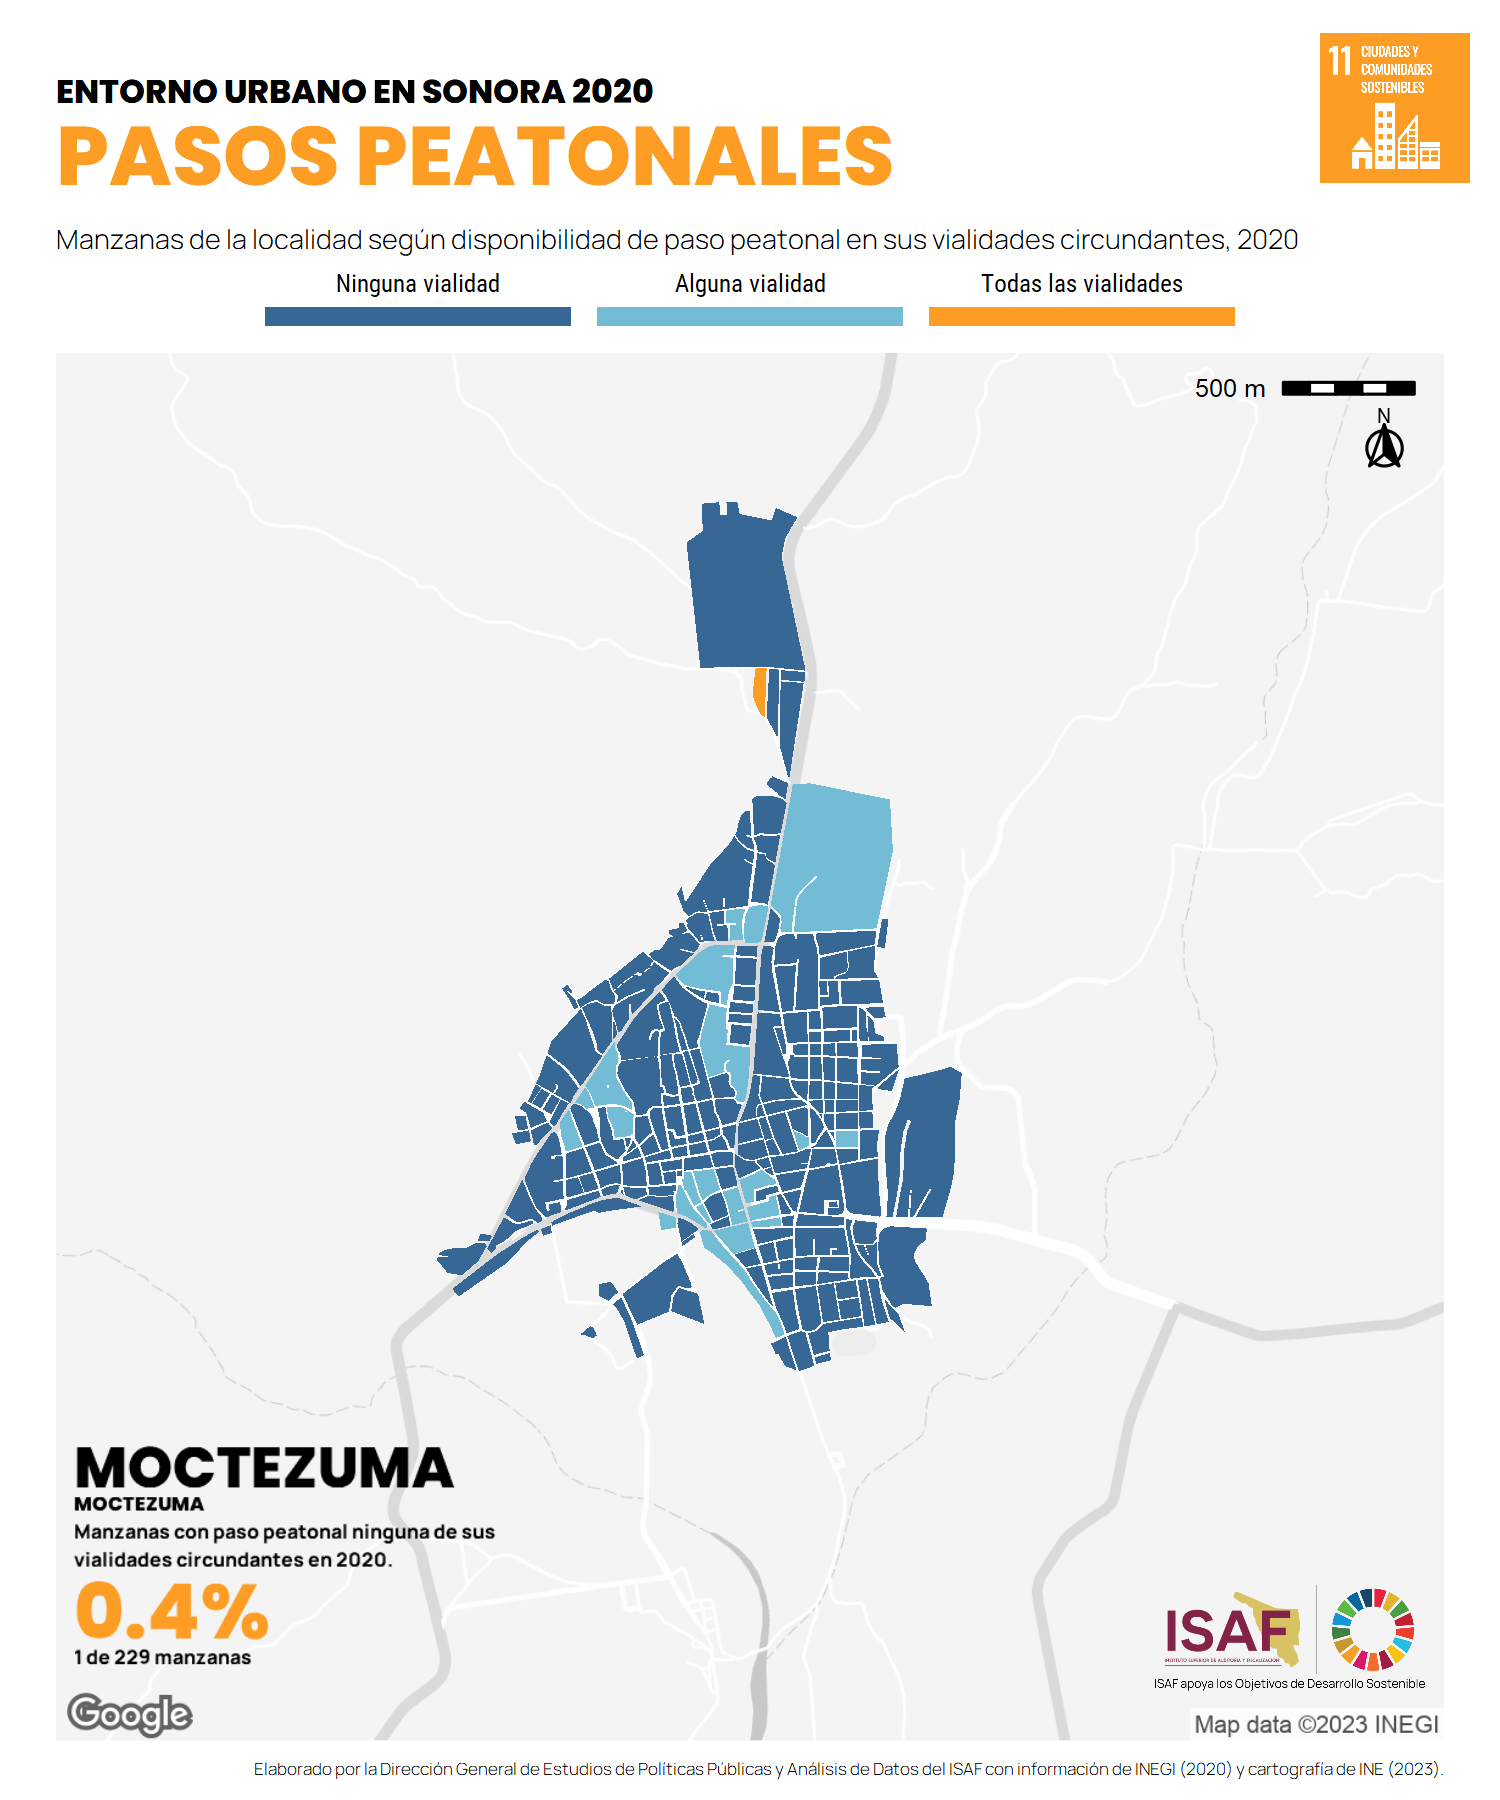 ENTORNO URBANO EN SONORA 2020
PASOS PEATONALES
11 CIUDADES Y
COMUNIDADES
SOSTENIBLES
Manzanas de la localidad según disponibilidad de paso peatonal en sus vialidades circundantes, 2020
Ninguna vialidad
Alguna vialidad
Todas las vialidades
500 m
N
MOCTEZUMA
MOCTEZUMA
Manzanas con paso peatonal ninguna de sus
vialidades circundantes en 2020.
0.4%
1 de 229 manzanas
Google
ISAF
INSTITUTO SUPERIOR DE AUDITORÍA Y FISCALIZACIÓN
ISAF apoya los Objetivos de Desarrollo Sostenible
Map data ©2023 INEGI
Elaborado por la Dirección General de Estudios de Políticas Públicas y Análisis de Datos del ISAF con información de INEGI (2020) y cartografía de INE (2023).